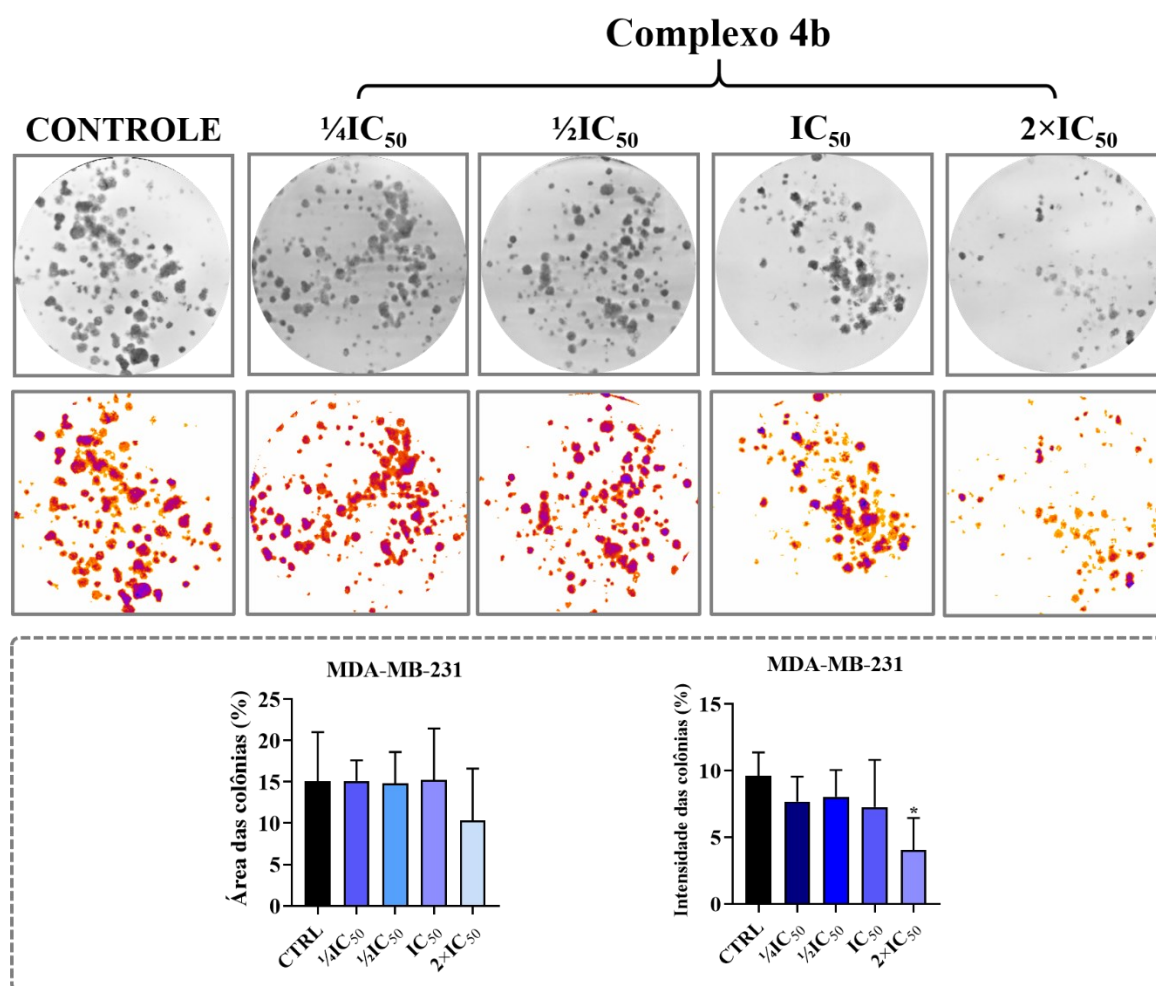 Complexo 4b
CONTROLE
¼IC₅₀
½IC₅₀
IC₅₀
2×IC₅₀
MDA-MB-231
Área das colônias (%)
25
20
15
10
5
0
CTRL
¼IC₅₀
½IC₅₀
IC₅₀
2×IC₅₀
MDA-MB-231
Intensidade das colônias (%)
15
10
5
0
*
CTRL
¼IC₅₀
½IC₅₀
IC₅₀
2×IC₅₀